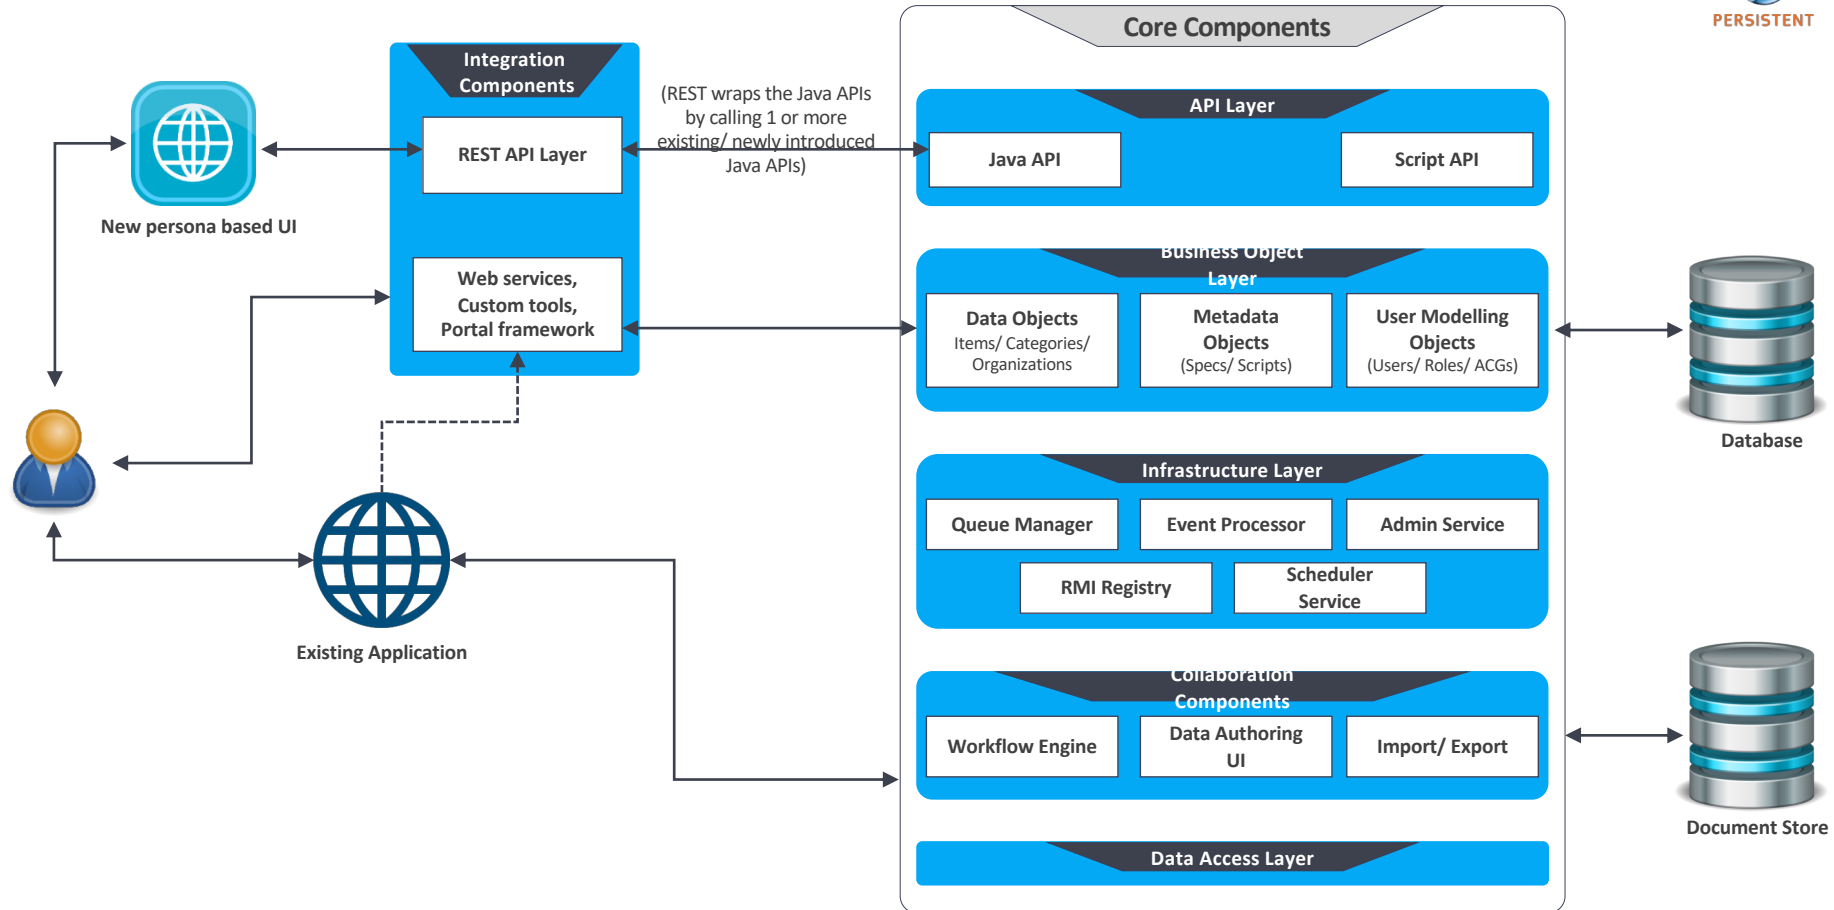 PERSISTENT
Core Components
Integration
Components
(REST wraps the Java APIs
by calling 1 or more
existing/ newly introduced
Java APIs)
API Layer
REST API Layer
Java API
Script API
New persona based UI
Business Object
Layer
Web services,
Custom tools,
Portal framework
Data Objects
Items/ Categories/
Organizations
Metadada
Objects
(Specs/ Scripts)
User Modelling
Objects
(Users/ Roles/ ACGs)
Database
Infrastructure Layer
Queue Manager
Event Processor
Admin Service
RMI Registry
Scheduler
Service
Existing Application
Collaboration
Components
Workflow Engine
Data Authoring
UI
Import/ Export
Document Store
Data Access Layer